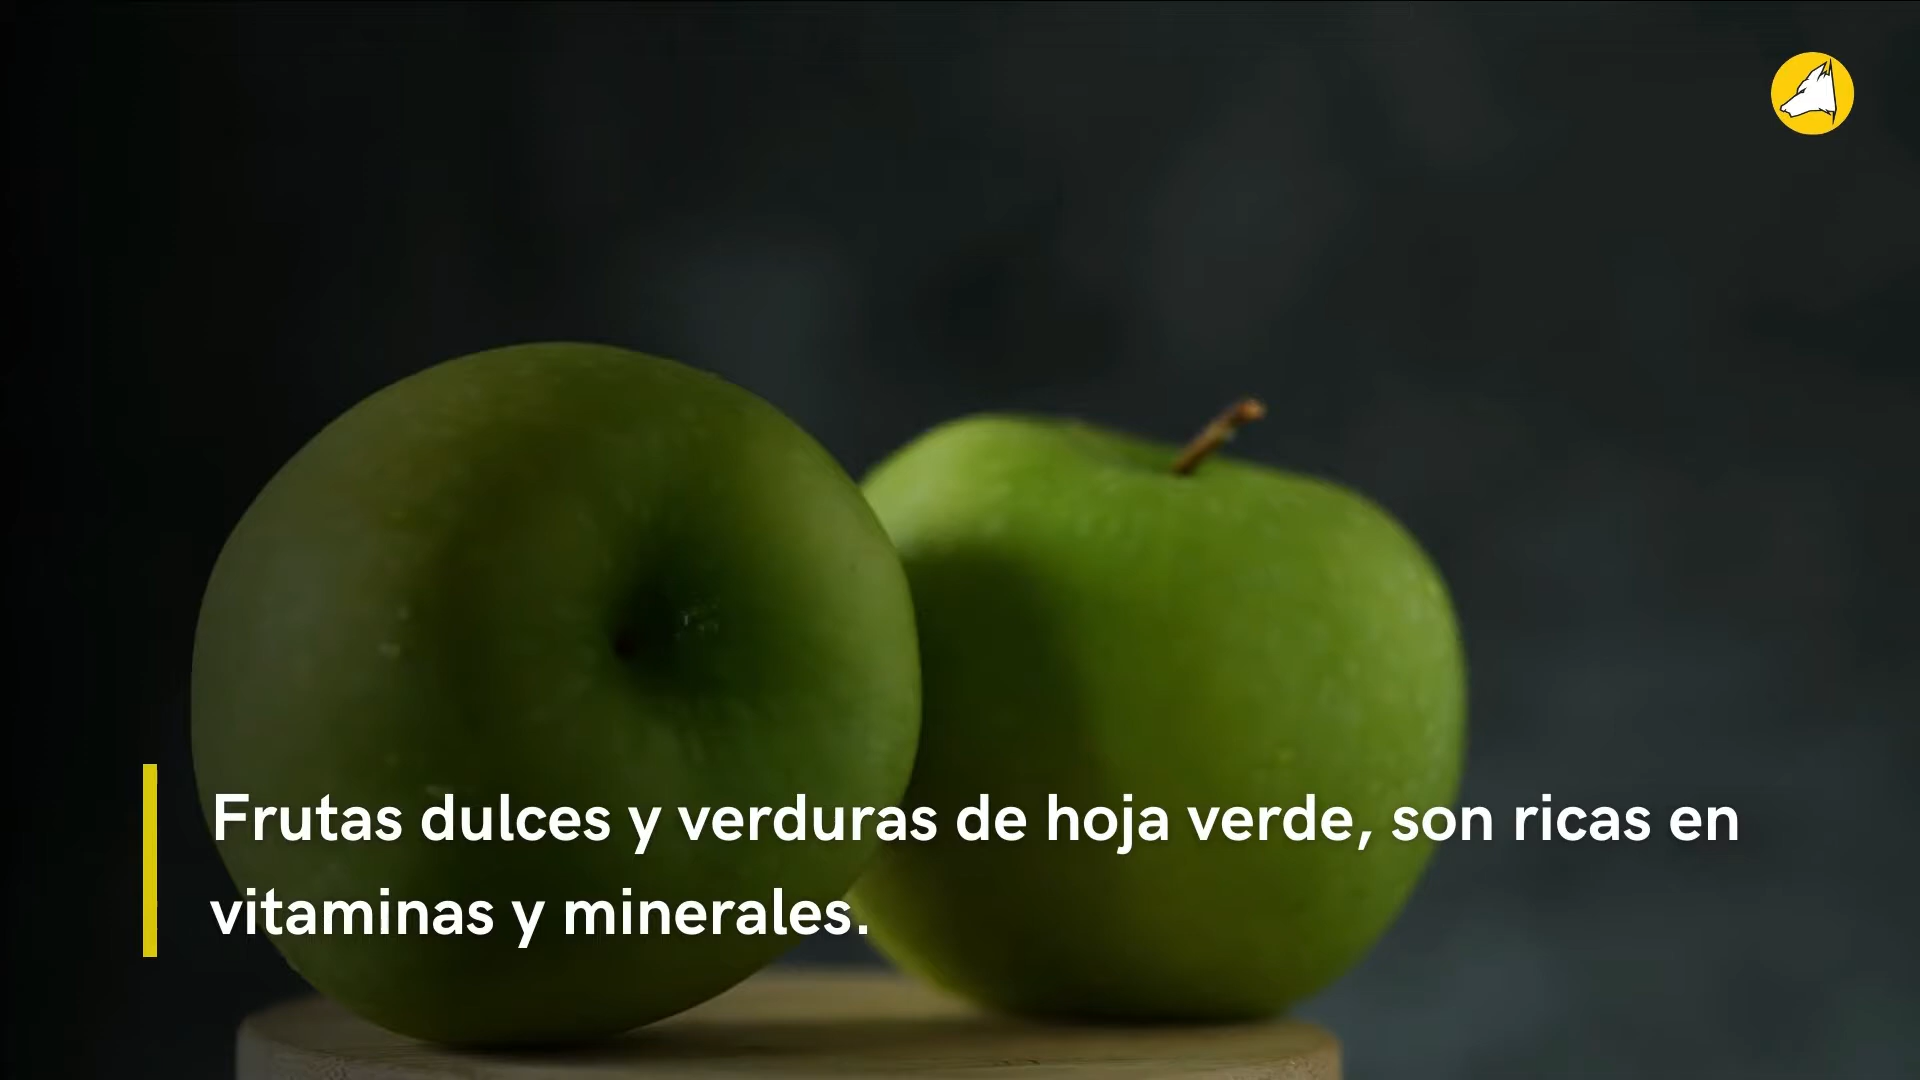 Frutas dulces y verduras de hoja verde, son ricas en
vitaminas y minerales.